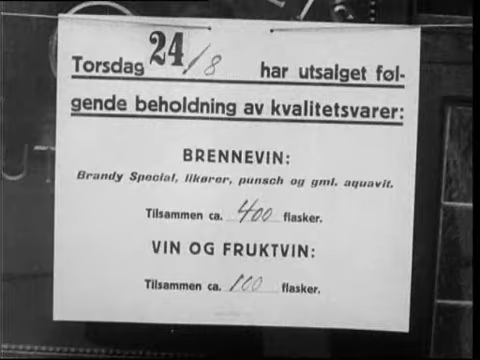 Torsdag 24/8 har utsalget føl-
gende beholdning av kvalitetsvarer:
BRENNEVIN:
Brandy Special, likører, punsch og gml. aquavit.
Tilsammen ca. 400 flasker.
VIN OG FRUKTVIN:
Tilsammen ca. 100 flasker.